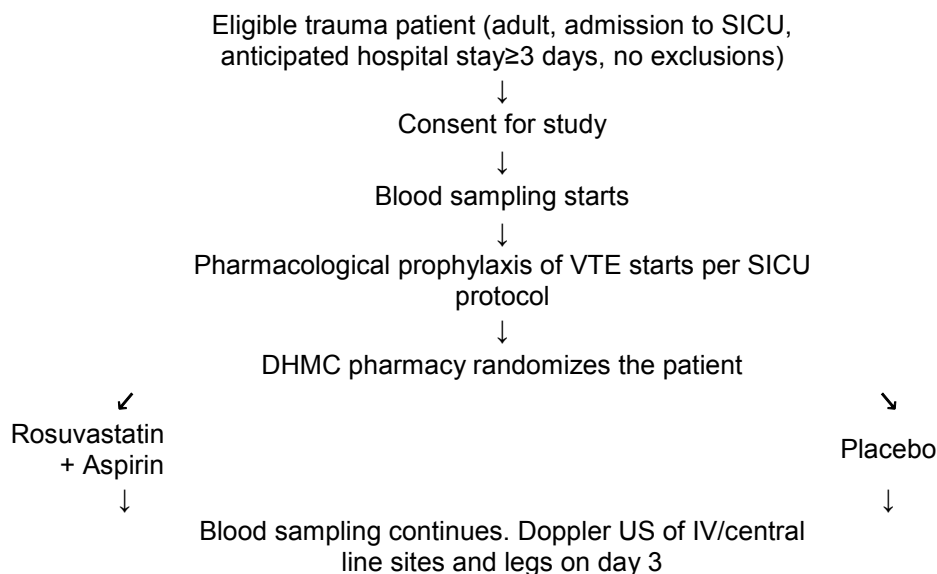 Eligible trauma patient (adult, admission to SICU,
anticipated hospital stay≥3 days, no exclusions)
↓
Consent for study
↓
Blood sampling starts
↓
Pharmacological prophylaxis of VTE starts per SICU
protocol
↓
DHMC pharmacy randomizes the patient
↙ ↘
Rosuvastatin
+ Aspirin
Placebo
↓ ↓
Blood sampling continues. Doppler US of IV/central
line sites and legs on day 3